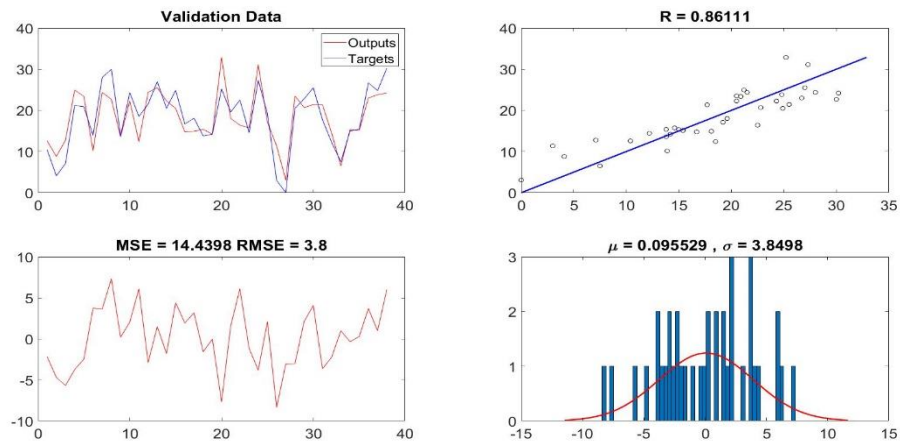 Validation Data
40
30
20
10
0
0 10 20 30 40
Outputs
Targets
R = 0.86111
40
30
20
10
0
0 5 10 15 20 25 30 35
MSE = 14.4398 RMSE = 3.8
10
5
0
-5
-10
0 10 20 30 40
μ = 0.095529 , σ = 3.8498
3
2
1
0
-15 -10 -5 0 5 10 15